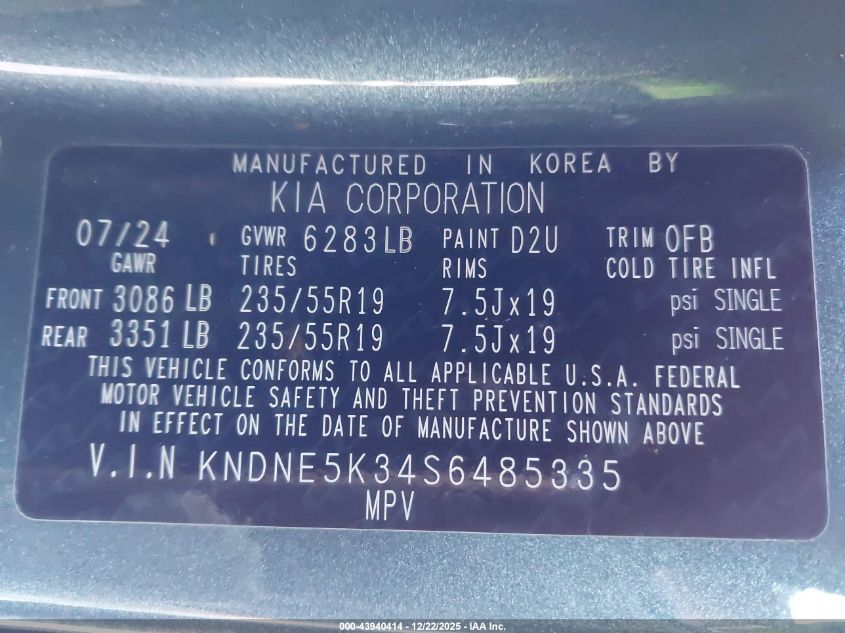 MANUFACTURED IN KOREA BY
KIA CORPORATION
07/24 GVWR 6283LB PAINT D2U TRIM OFB
GAWR TIRES RIMS COLD TIRE INFL
FRONT 3086 LB 235/55R19 7.5Jx19 psi SINGLE
REAR 3351 LB 235/55R19 7.5Jx19 psi SINGLE
THIS VEHICLE CONFORMS TO ALL APPLICABLE U.S.A. FEDERAL
MOTOR VEHICLE SAFETY AND THEFT PREVENTION STANDARDS
IN EFFECT ON THE DATE OF MANUFACTURE SHOWN ABOVE
V.I.N KNDNE5K34S6485335
MPV
000-43940414 - 12/22/2025 - IAA Inc.